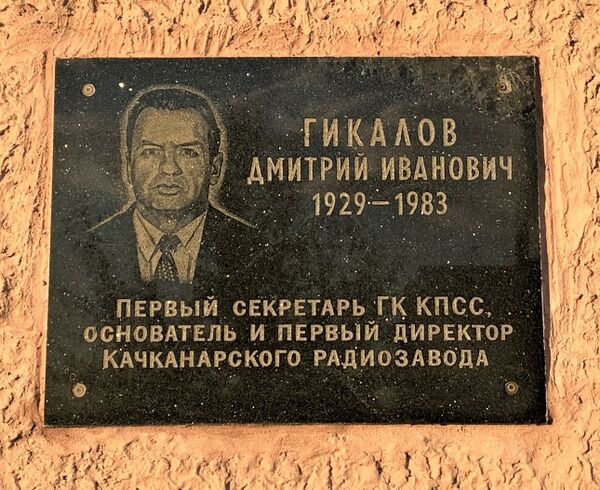 ГИКАЛОВ
ДМИТРИЙ ИВАНОВИЧ
1929—1983
ПЕРВЫЙ СЕКРЕТАРЬ ГК КПСС,
ОСНОВАТЕЛЬ И ПЕРВЫЙ ДИРЕКТОР
КАЧКАНАРСКОГО РАДИОЗАВОДА